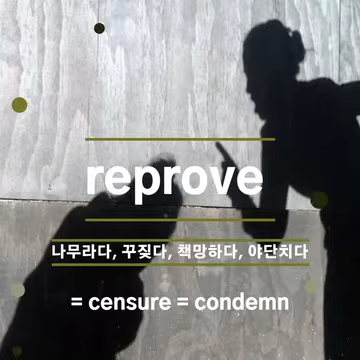 reprove
나무라다, 꾸짖다, 책망하다, 야단치다
= censure = condemn